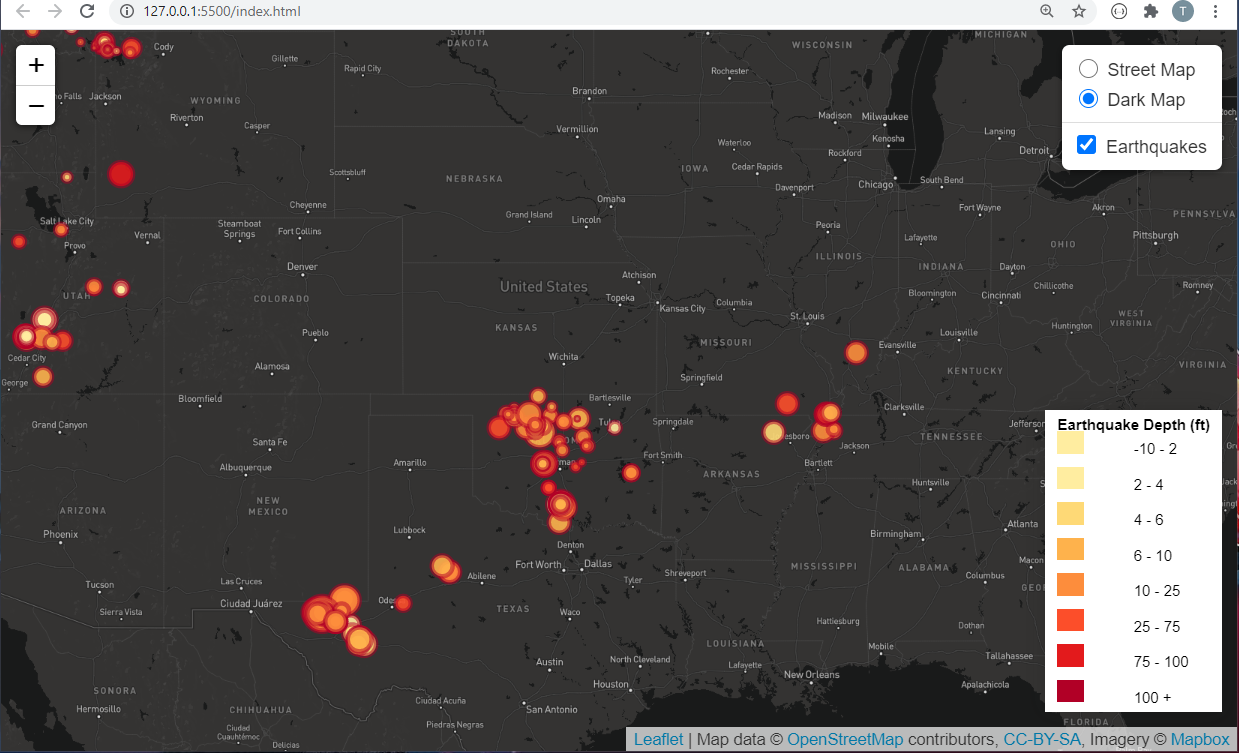 127.0.0.1:5500/index.html
T
SOUTH
DAKOTA
WISCONSIN
MICHIGAN
+
−
Street Map
Dark Map
Earthquakes
Cody
Gillette
Rapid City
Rochester
Brandon
Falls
Jackson
WYOMING
Riverton
Casper
Vermillion
Madison
Milwaukee
Kenosha
Lansing
Detroit
Waterloo
IOWA
Cedar Rapids
Rockford
Chicago
South Bend
Scottsbluff
NEBRASKA
Davenport
Cheyenne
Omaha
Grand Island
Lincoln
Fort Wayne
Akron
PENNSYLVA
Salt Lake City
Provo
Vernal
Steamboat
Springs
Fort Collins
Peoria
Lafayette
OHIO
Pittsburgh
ILLINOIS
INDIANA
Dayton
Denver
Atchison
UTAH
COLORADO
United States
Topeka
Kansas City
Columbia
Bloomington
Cincinnati
Chillicothe
Romney
St. Louis
KANSAS
MISSOURI
Pueblo
Evansville
Louisville
Huntington
WEST
VIRGINIA
Cedar City
Wichita
Alamosa
KENTUCKY
VIRGINIA
George
Springfield
Bloomfield
Bartlesville
Clarksville
Grand Canyon
Springdale
TENNESSEE
Santa Fe
Albuquerque
Amarillo
Fort Smith
Jackson
Bartlett
ARKANSAS
Huntsville
NEW
MEXICO
ARIZONA
Phoenix
Lubbock
Denton
Fort Worth
Dallas
Birmingham
Atlanta
Macon
Tucson
Las Cruces
Ciudad Juárez
Sierra Vista
Abilene
Tyler
Shreveport
MISSISSIPPI
ALABAMA
Columbus
TEXAS
Waco
Hattiesburg
Dothan
LOUISIANA
Mobile
Tallahassee
Austin
North Cleveland
Lafayette
New Orleans
Houston
Apalachicola
SONORA
Hermosillo
CHIHUAHUA
Ciudad Acuña
San Antonio
Piedras Negras
Ciudad
Cuauhtémoc
Delicias
FLORIDA
Earthquake Depth (ft)
-10 - 2
2 - 4
4 - 6
6 - 10
10 - 25
25 - 75
75 - 100
100 +
Leaflet | Map data © OpenStreetMap contributors, CC-BY-SA, Imagery © Mapbox